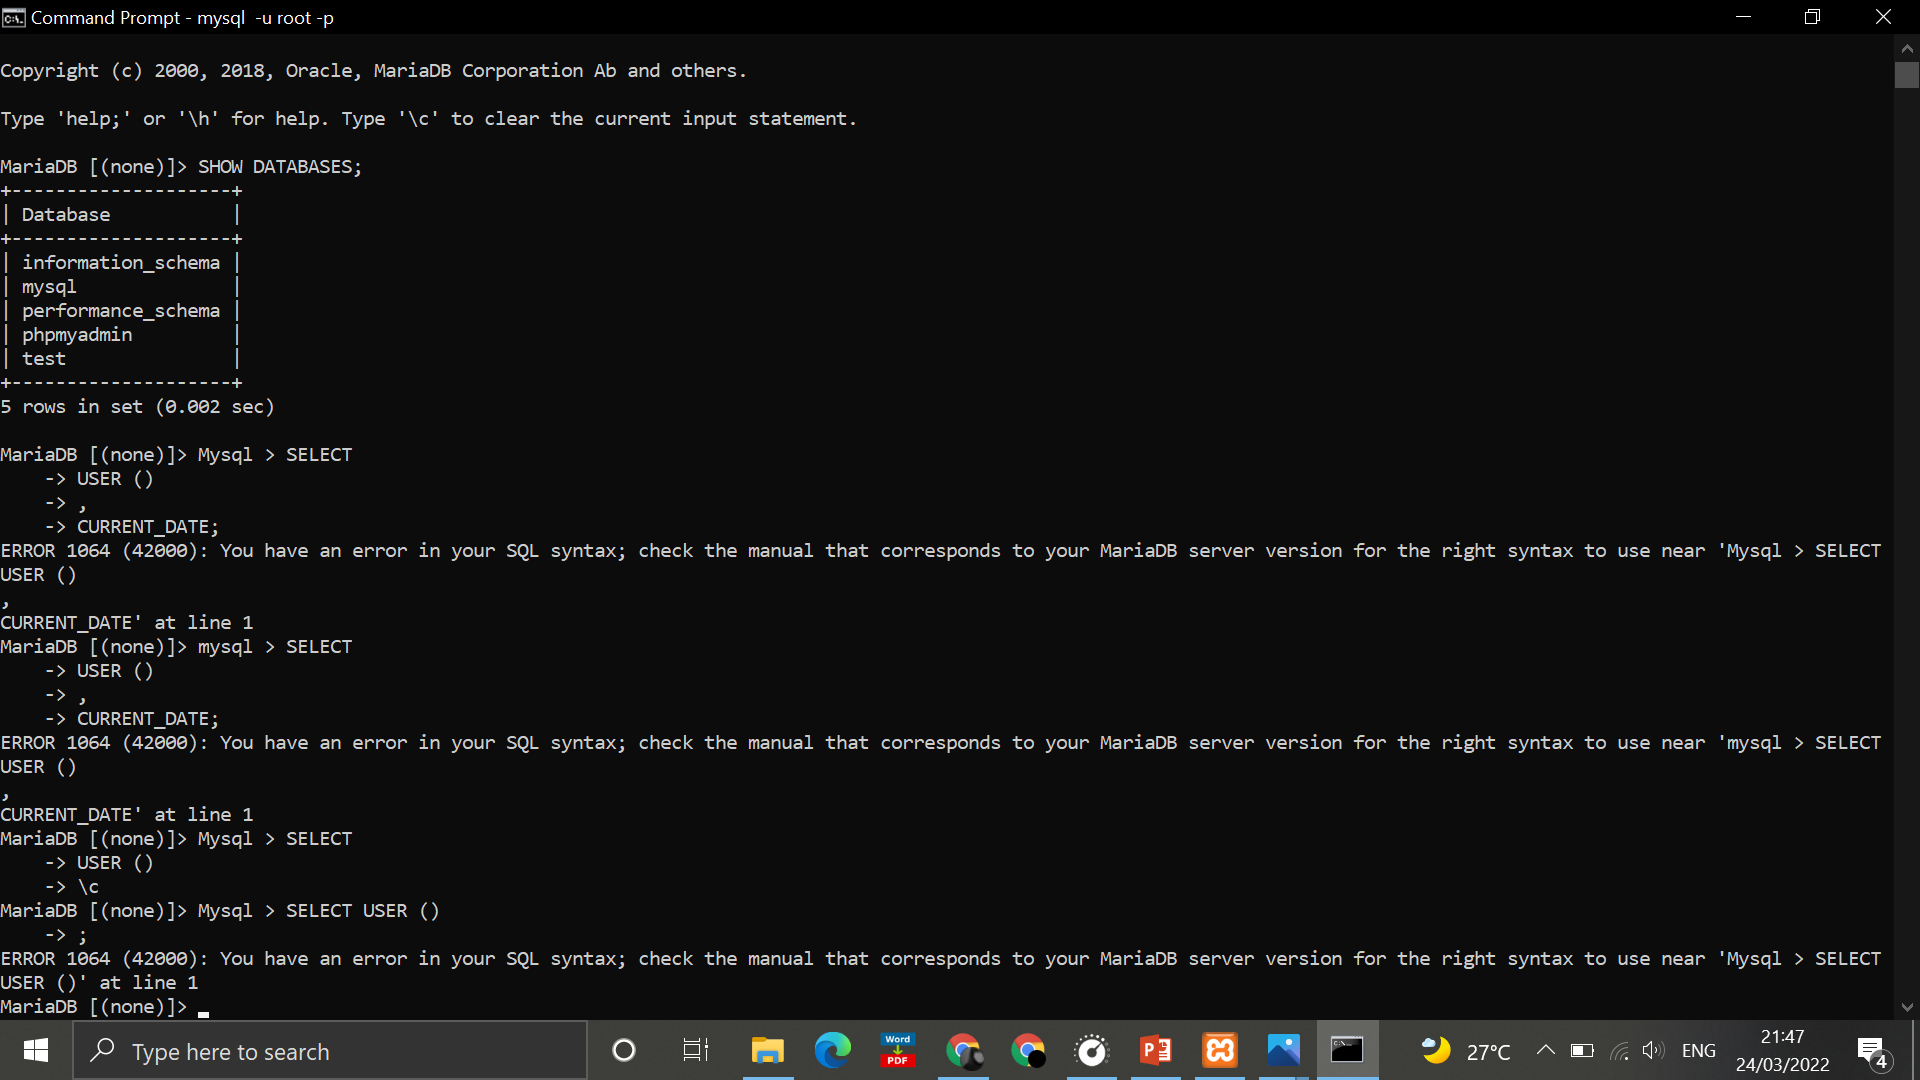 Command Prompt - mysql  -u root -p
Copyright (c) 2000, 2018, Oracle, MariaDB Corporation Ab and others.
Type 'help;' or '\h' for help. Type '\c' to clear the current input statement.
MariaDB [(none)]> SHOW DATABASES;
+--------------------+
| Database           |
+--------------------+
| information_schema |
| mysql              |
| performance_schema |
| phpmyadmin         |
| test               |
+--------------------+
5 rows in set (0.002 sec)
MariaDB [(none)]> Mysql > SELECT
    -> USER ()
    -> ,
    -> CURRENT_DATE;
ERROR 1064 (42000): You have an error in your SQL syntax; check the manual that corresponds to your MariaDB server version for the right syntax to use near 'Mysql > SELECT
USER ()
,
CURRENT_DATE' at line 1
MariaDB [(none)]> mysql > SELECT
    -> USER ()
    -> ,
    -> CURRENT_DATE;
ERROR 1064 (42000): You have an error in your SQL syntax; check the manual that corresponds to your MariaDB server version for the right syntax to use near 'mysql > SELECT
USER ()
,
CURRENT_DATE' at line 1
MariaDB [(none)]> Mysql > SELECT
    -> USER ()
    -> \c
MariaDB [(none)]> Mysql > SELECT USER ()
    -> ;
ERROR 1064 (42000): You have an error in your SQL syntax; check the manual that corresponds to your MariaDB server version for the right syntax to use near 'Mysql > SELECT
USER ()' at line 1
MariaDB [(none)]>
Type here to search
Word
PDF
27°C
ENG
21:47
24/03/2022
4